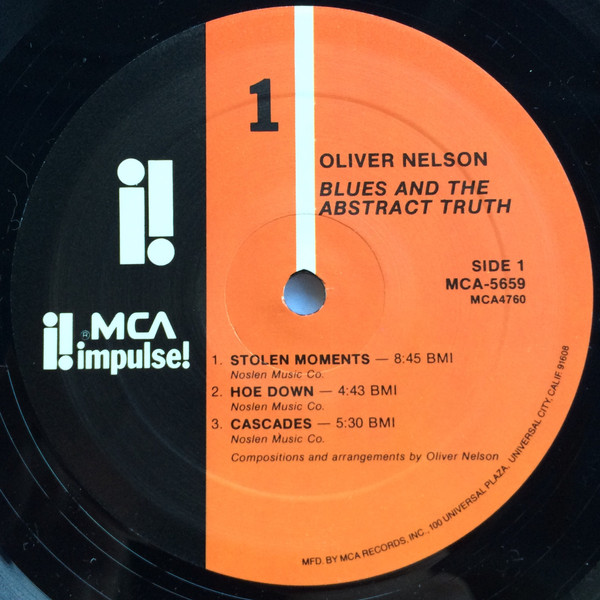 1
OLIVER NELSON
BLUES AND THE
ABSTRACT TRUTH
SIDE 1
MCA-5659
MCA4760
i!
i! ® MCA
impulse!
1. STOLEN MOMENTS — 8:45 BMI
Noslen Music Co.
2. HOE DOWN — 4:43 BMI
Noslen Music Co.
3. CASCADES — 5:30 BMI
Noslen Music Co.
Compositions and arrangements by Oliver Nelson
MFD. BY MCA RECORDS, INC., 100 UNIVERSAL PLAZA, UNIVERSAL CITY, CALIF. 91608